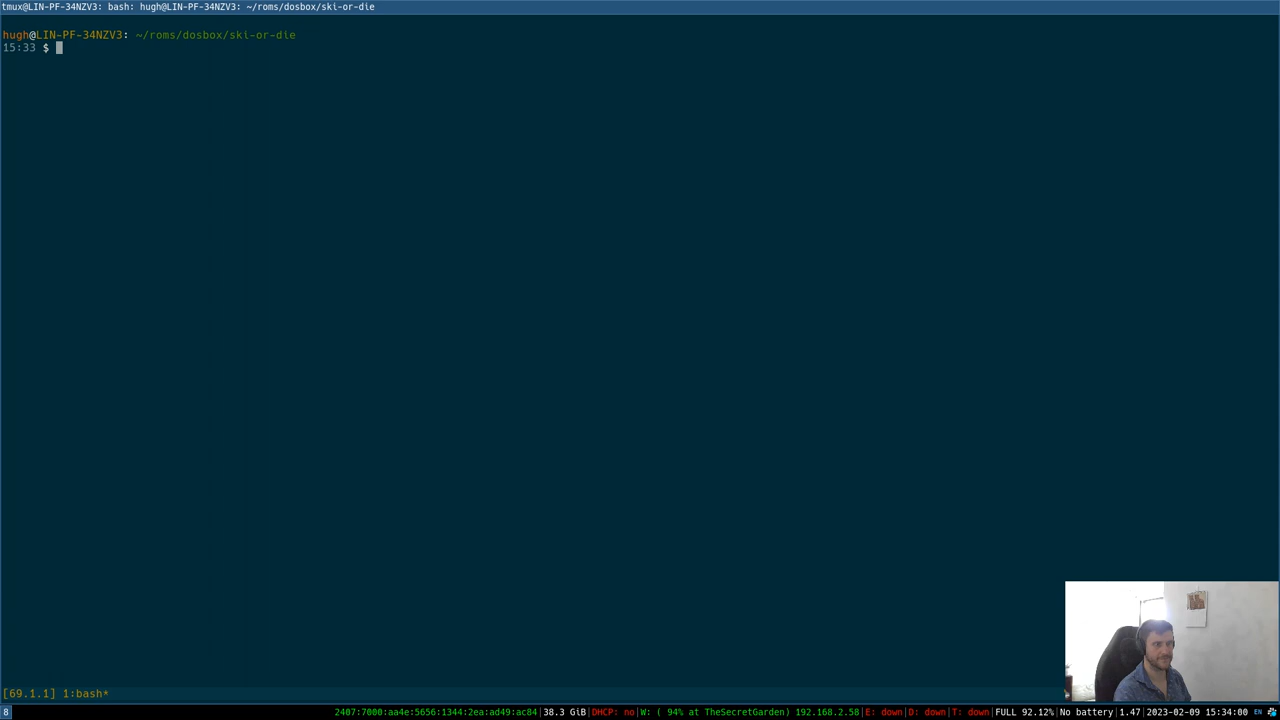 tmux@LIN-PF-34NZV3: bash: hugh@LIN-PF-34NZV3: ~/roms/dosbox/ski-or-die
hugh@LIN-PF-34NZV3: ~/roms/dosbox/ski-or-die
15:33 $
[69.1.1] 1:bash*
8 2407:7000:aa4e:5656:1344:2ea:ad49:ac84|38.3 GiB|DHCP: no|W: ( 94% at TheSecretGarden) 192.168.2.58|E: down|D: down|T: down|FULL 92.12%|No battery|1.47|2023-02-09 15:34:00 EN